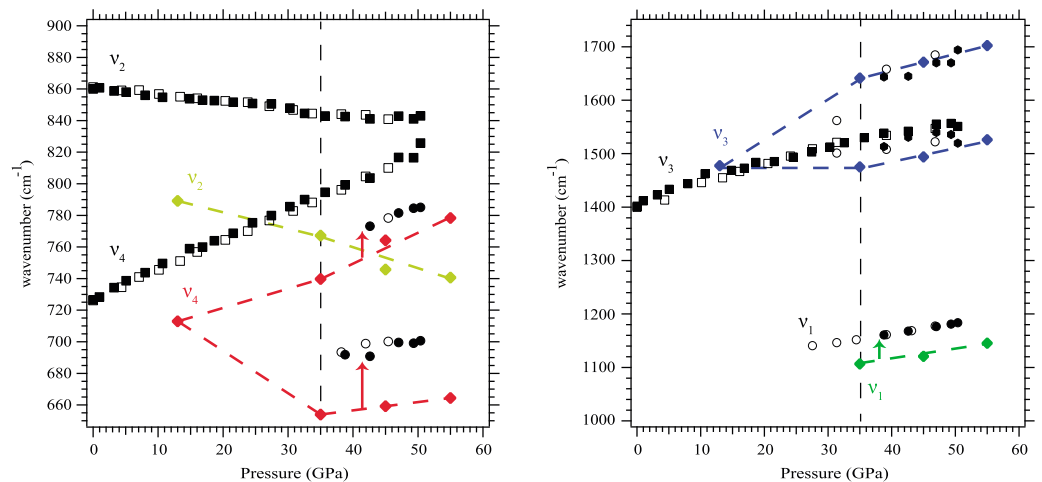 900
880
860
840
820
800
780
760
740
720
700
680
660
wavenumber (cm⁻¹)
ν₂
ν₄
ν₂
ν₄
0
10
20
30
40
50
60
Pressure (GPa)
1700
1600
1500
1400
1300
1200
1100
1000
wavenumber (cm⁻¹)
ν₃
ν₃
ν₁
ν₁
0
10
20
30
40
50
60
Pressure (GPa)